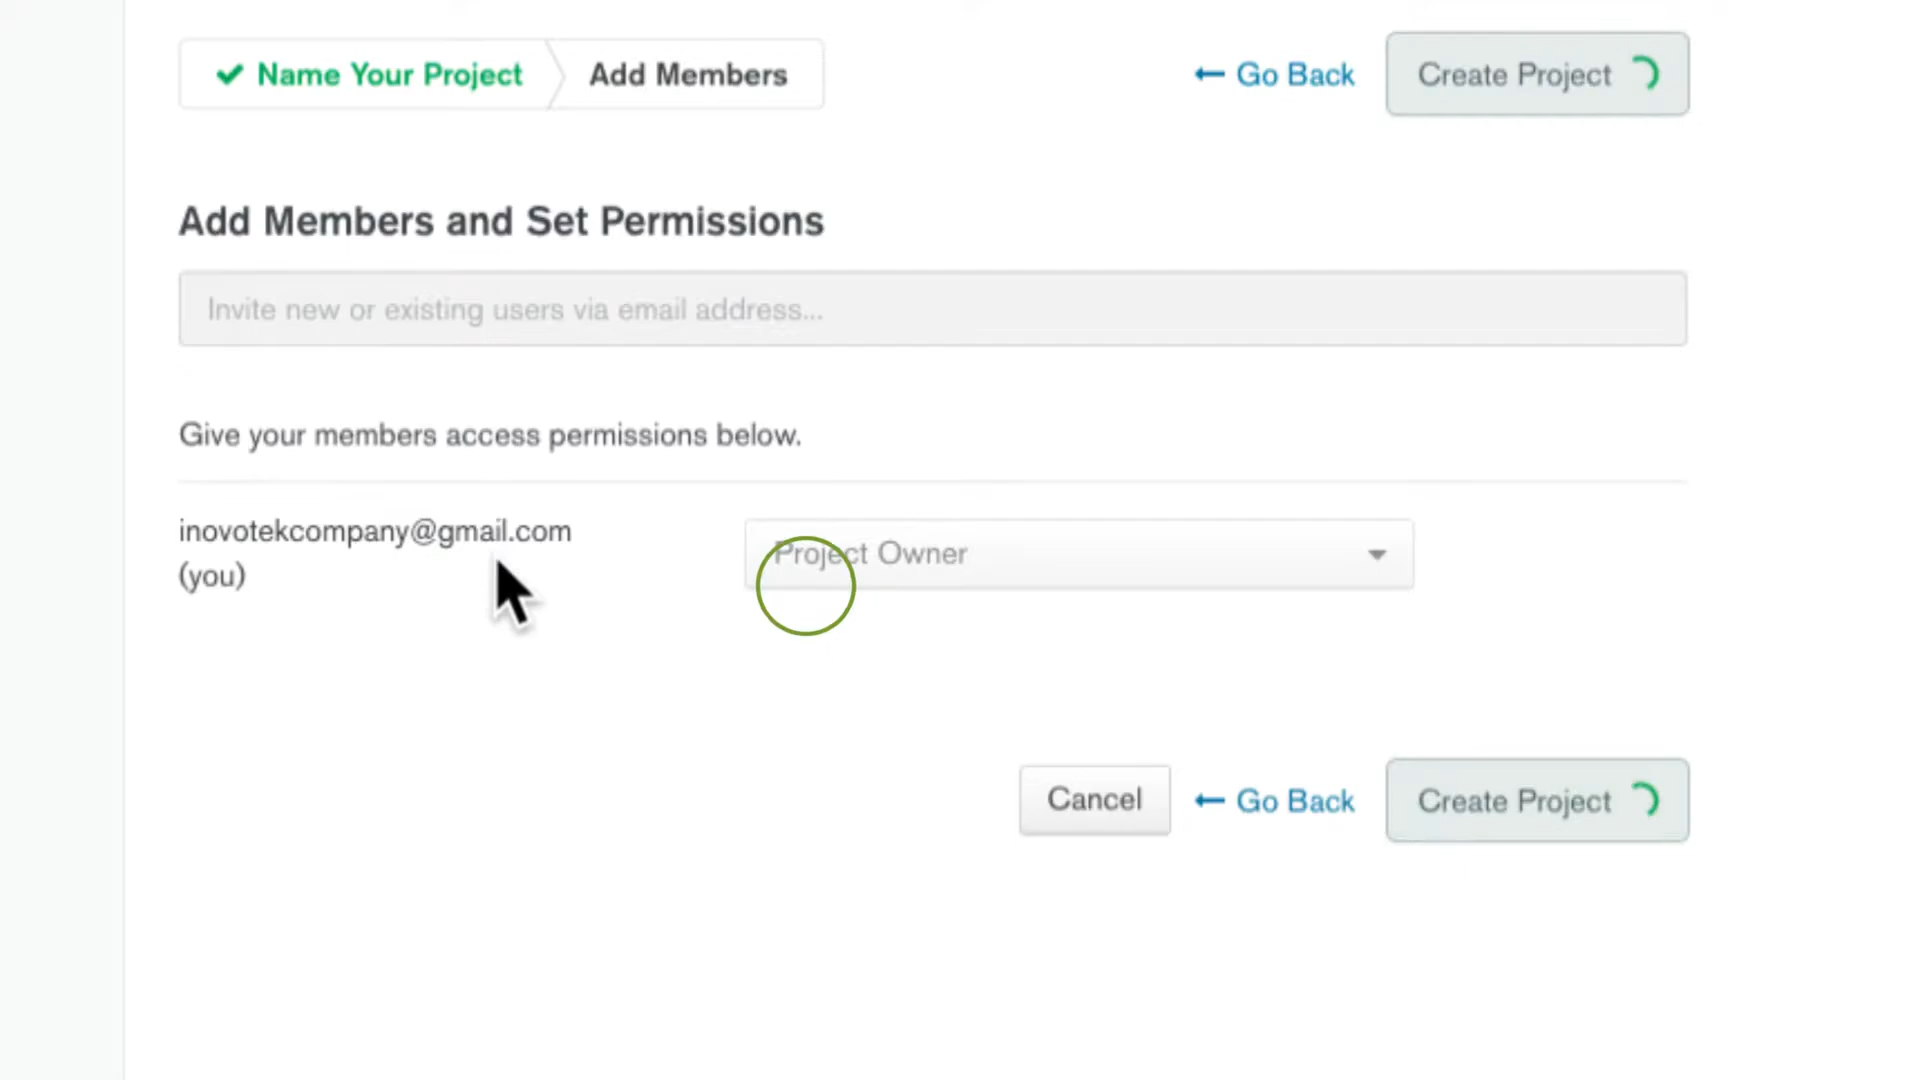 Name Your Project
Add Members
Go Back
Create Project
Add Members and Set Permissions
Invite new or existing users via email address...
Give your members access permissions below.
inovotekcompany@gmail.com
(you)
Project Owner
Cancel
Go Back
Create Project